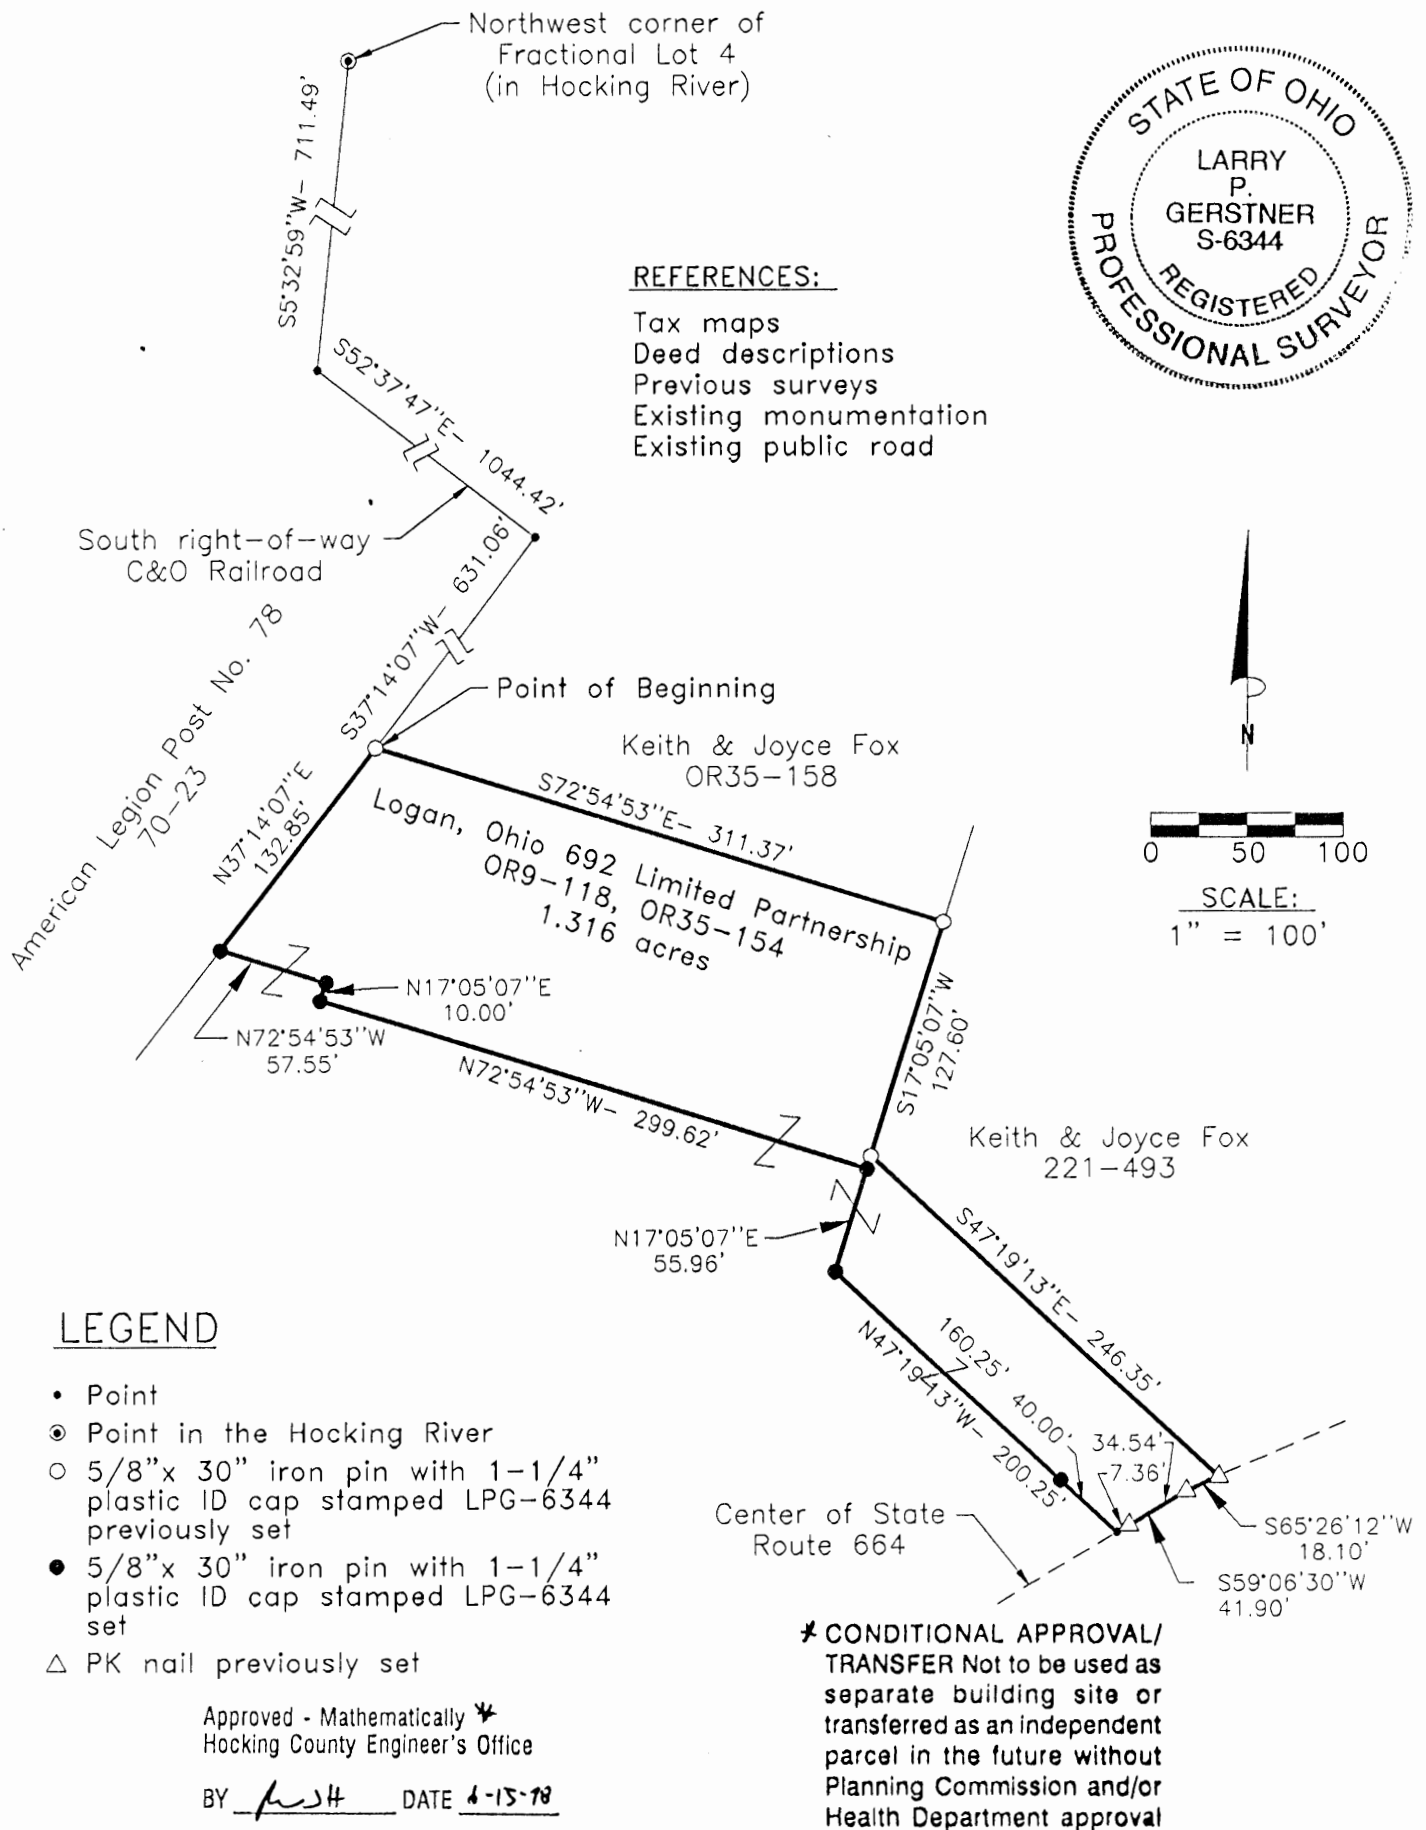 Northwest corner of
Fractional Lot 4
(in Hocking River)
STATE OF OHIO
LARRY
P.
GERSTNER
S-6344
REGISTERED
PROFESSIONAL SURVEYOR
S5°32'59"W- 711.49'
REFERENCES:
Tax maps
Deed descriptions
Previous surveys
Existing monumentation
Existing public road
S52°37'47"E- 1044.42'
South right-of-way
C&O Railroad
S37°14'07"W- 631.06'
American Legion Post No. 78
70-23
Point of Beginning
Keith & Joyce Fox
OR35-158
N
0 50 100
SCALE:
1" = 100'
S72°54'53"E- 311.37'
N37°14'07"E
132.85'
Logan, Ohio 692 Limited Partnership
OR9-118, OR35-154
1.316 acres
N17°05'07"E
10.00'
N72°54'53"W
57.55'
N72°54'53"W- 299.62'
S17°05'07"W
127.60'
Keith & Joyce Fox
221-493
N17°05'07"E
55.96'
S47°19'13"E- 246.35'
160.25'
40.00'
N47°19'13"W- 200.25'
34.54'
7.36'
Center of State
Route 664
S65°26'12"W
18.10'
S59°06'30"W
41.90'
LEGEND
• Point
Point in the Hocking River
5/8"x 30" iron pin with 1-1/4"
plastic ID cap stamped LPG-6344
previously set
5/8"x 30" iron pin with 1-1/4"
plastic ID cap stamped LPG-6344
set
PK nail previously set
Approved - Mathematically *
Hocking County Engineer's Office
BY DATE 6-15-98
* CONDITIONAL APPROVAL/
TRANSFER Not to be used as
separate building site or
transferred as an independent
parcel in the future without
Planning Commission and/or
Health Department approval